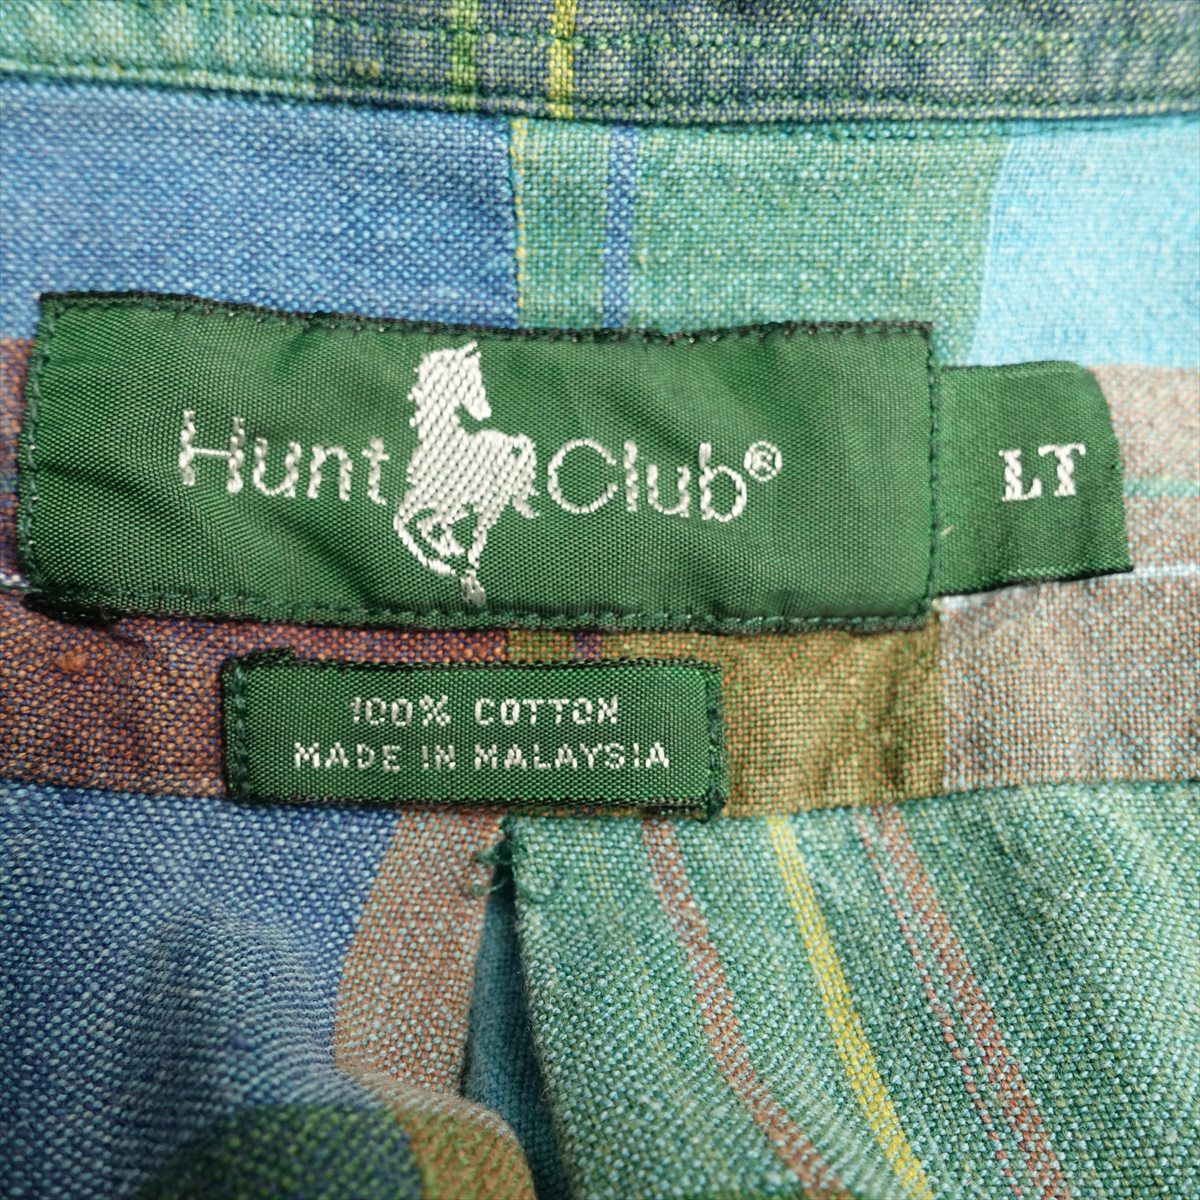 Hunt Club®
LT
100% COTTON
MADE IN MALAYSIA